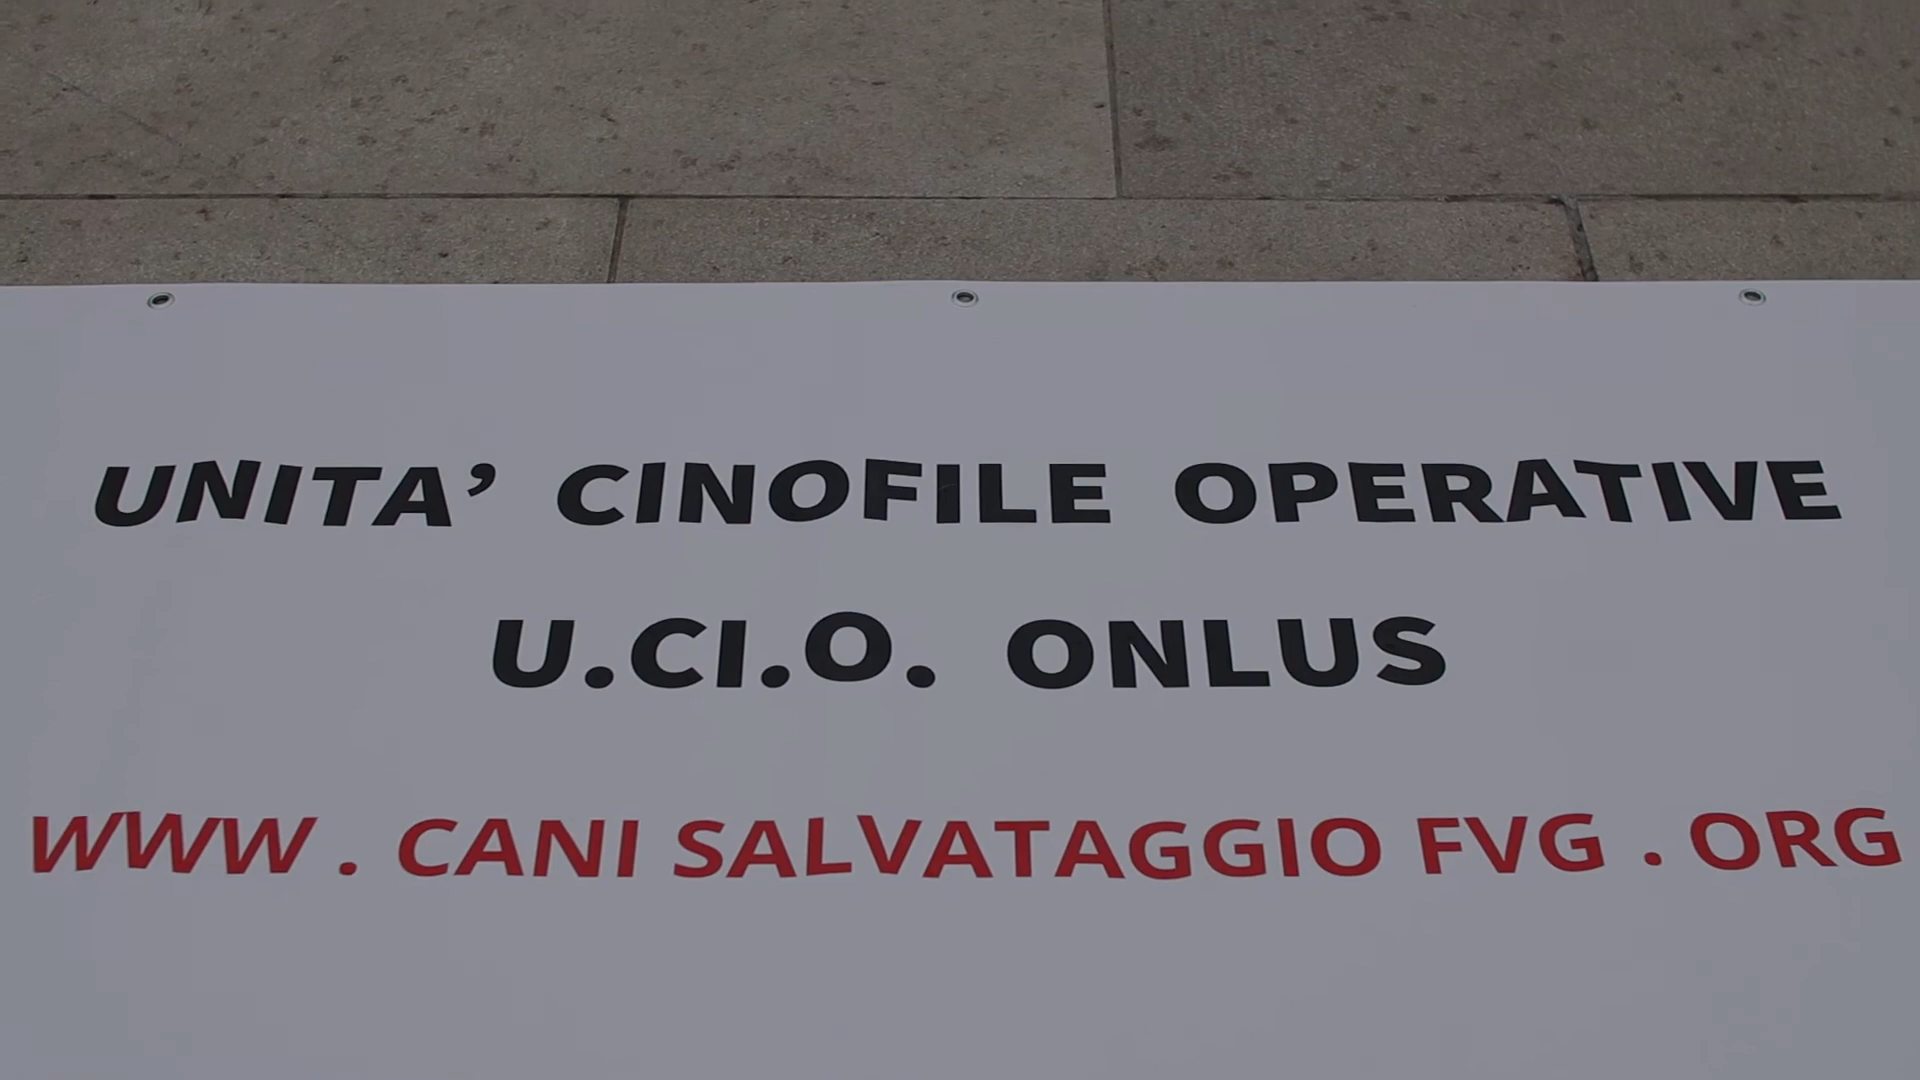 UNITA’ CINOFILE OPERATIVE
U.CI.O. ONLUS
WWW . CANI SALVATAGGIO FVG . ORG